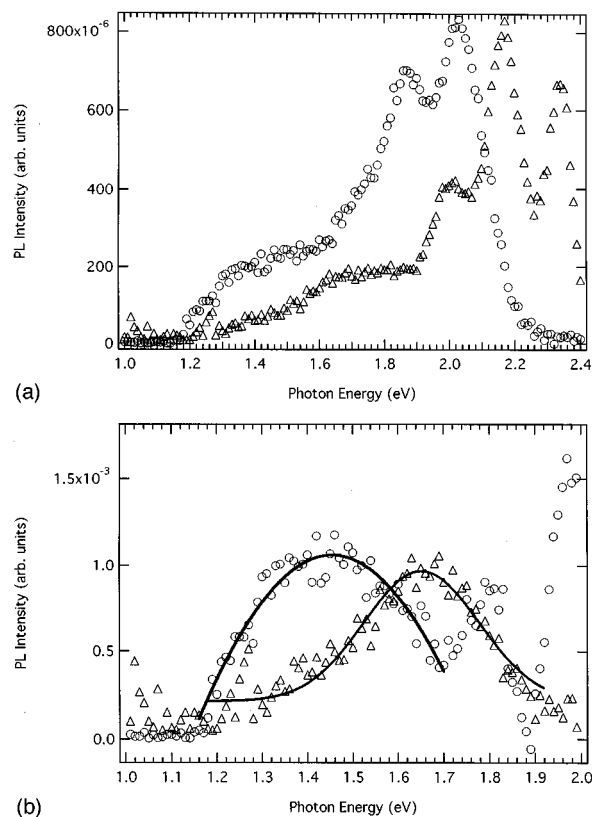 800x10⁻⁶
600
400
200
0
PL Intensity (arb. units)
1.0 1.2 1.4 1.6 1.8 2.0 2.2 2.4
Photon Energy (eV)
(a)
1.5x10⁻³
1.0
0.5
0.0
PL Intensity (arb. units)
1.0 1.1 1.2 1.3 1.4 1.5 1.6 1.7 1.8 1.9 2.0
Photon Energy (eV)
(b)